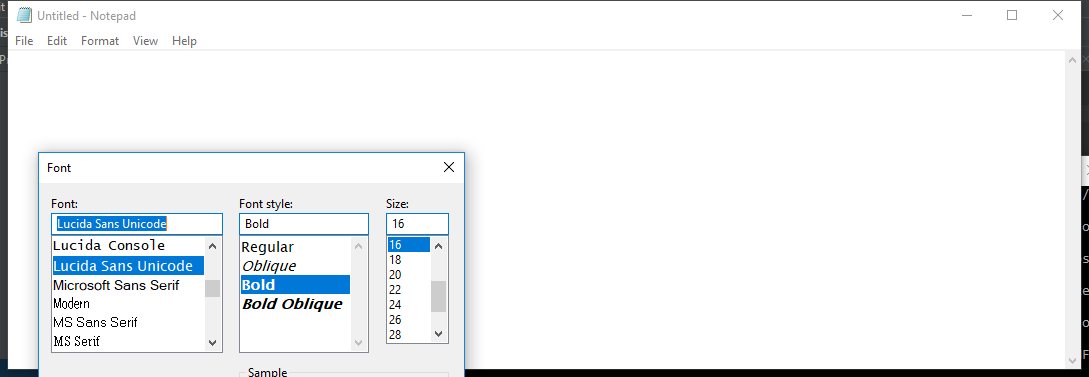 Untitled - Notepad
File Edit Format View Help
Font
Font: Font style: Size:
Lucida Sans Unicode Bold 16
Lucida Console Regular 16
Lucida Sans Unicode Oblique 18
Microsoft Sans Serif Bold 20
Modern Bold Oblique 22
MS Sans Serif 24
MS Serif 26
28
Sample